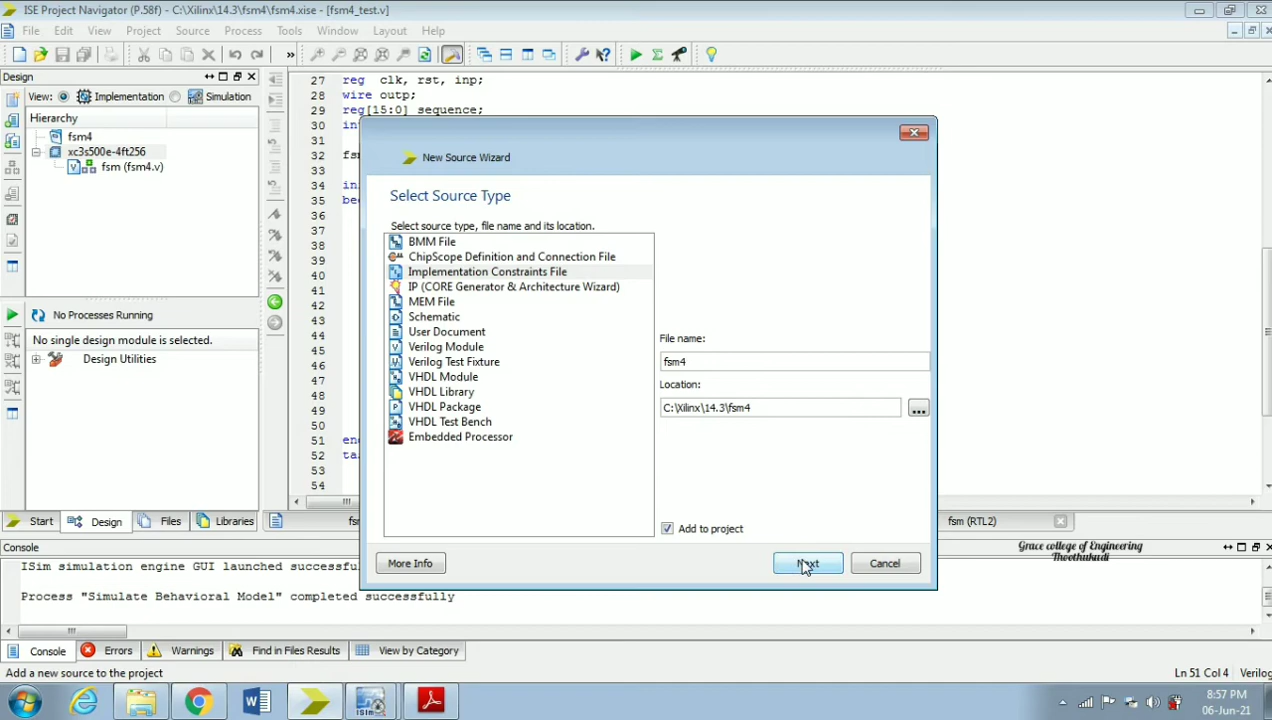 ISE Project Navigator (P.58f) - C:\Xilinx\14.3\fsm4\fsm4.xise - [fsm4_test.v]
File Edit View Project Source Process Tools Window Layout Help
»
Design
View: Implementation Simulation
Hierarchy
fsm4
xc3s500e-4ft256
fsm (fsm4.v)
No Processes Running
No single design module is selected.
Design Utilities
27 reg clk, rst, inp;
28 wire outp;
29 reg[15:0] sequence;
30 in
31
32 fs
33
34 in
35 be
36
37
38
39
40
41
42
43
44
45
46
47
48
49
50
51 en
52 ta
53
54
New Source Wizard
Select Source Type
Select source type, file name and its location.
BMM File
ChipScope Definition and Connection File
Implementation Constraints File
IP (CORE Generator & Architecture Wizard)
MEM File
Schematic
User Document
Verilog Module
Verilog Test Fixture
VHDL Module
VHDL Library
VHDL Package
VHDL Test Bench
Embedded Processor
File name:
fsm4
Location:
C:\Xilinx\14.3\fsm4
...
Add to project
More Info
Next
Cancel
Start Design Files Libraries
fsm (RTL2)
Console
Grace college of Engineering
Thoothukudi
ISim simulation engine GUI launched successfu
Process "Simulate Behavioral Model" completed successfully
Console Errors Warnings Find in Files Results View by Category
Add a new source to the project
Ln 51 Col 4 Verilog
ISim
8:57 PM
06-Jun-21